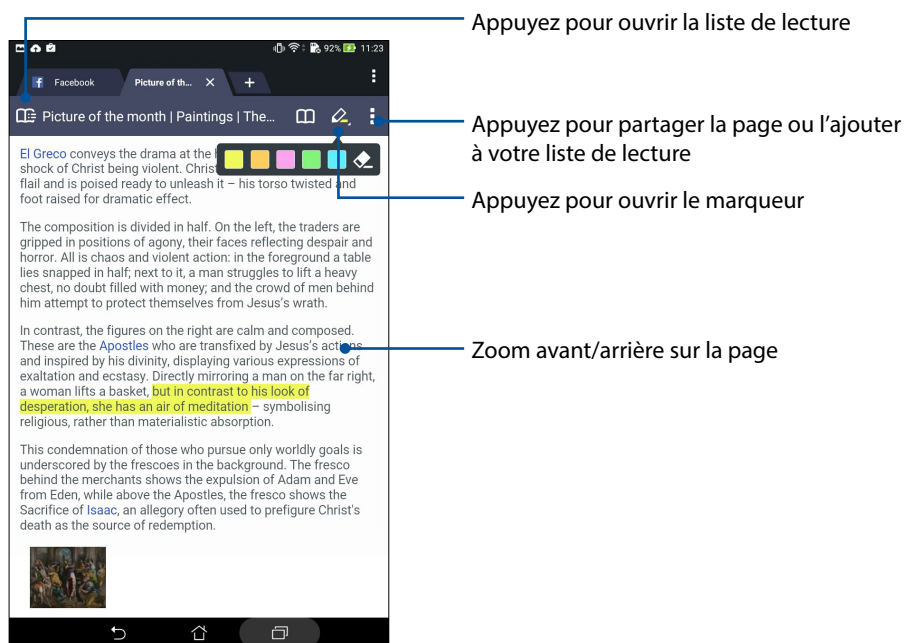 Appuyez pour ouvrir la liste de lecture
92% 11:23
Facebook
Picture of th...
Picture of the month | Paintings | The...
Appuyez pour partager la page ou l'ajouter
à votre liste de lecture
Appuyez pour ouvrir le marqueur
El Greco conveys the drama at the
shock of Christ being violent. Christ
flail and is poised ready to unleash it – his torso twisted and
foot raised for dramatic effect.
The composition is divided in half. On the left, the traders are
gripped in positions of agony, their faces reflecting despair and
horror. All is chaos and violent action: in the foreground a table
lies snapped in half; next to it, a man struggles to lift a heavy
chest, no doubt filled with money; and the crowd of men behind
him attempt to protect themselves from Jesus's wrath.
In contrast, the figures on the right are calm and composed.
These are the Apostles who are transfixed by Jesus's actions
and inspired by his divinity, displaying various expressions of
exaltation and ecstasy. Directly mirroring a man on the far right,
a woman lifts a basket, but in contrast to his look of
desperation, she has an air of meditation – symbolising
religious, rather than materialistic absorption.
Zoom avant/arrière sur la page
This condemnation of those who pursue only worldly goals is
underscored by the frescoes in the background. The fresco
behind the merchants shows the expulsion of Adam and Eve
from Eden, while above the Apostles, the fresco shows the
Sacrifice of Isaac, an allegory often used to prefigure Christ's
death as the source of redemption.